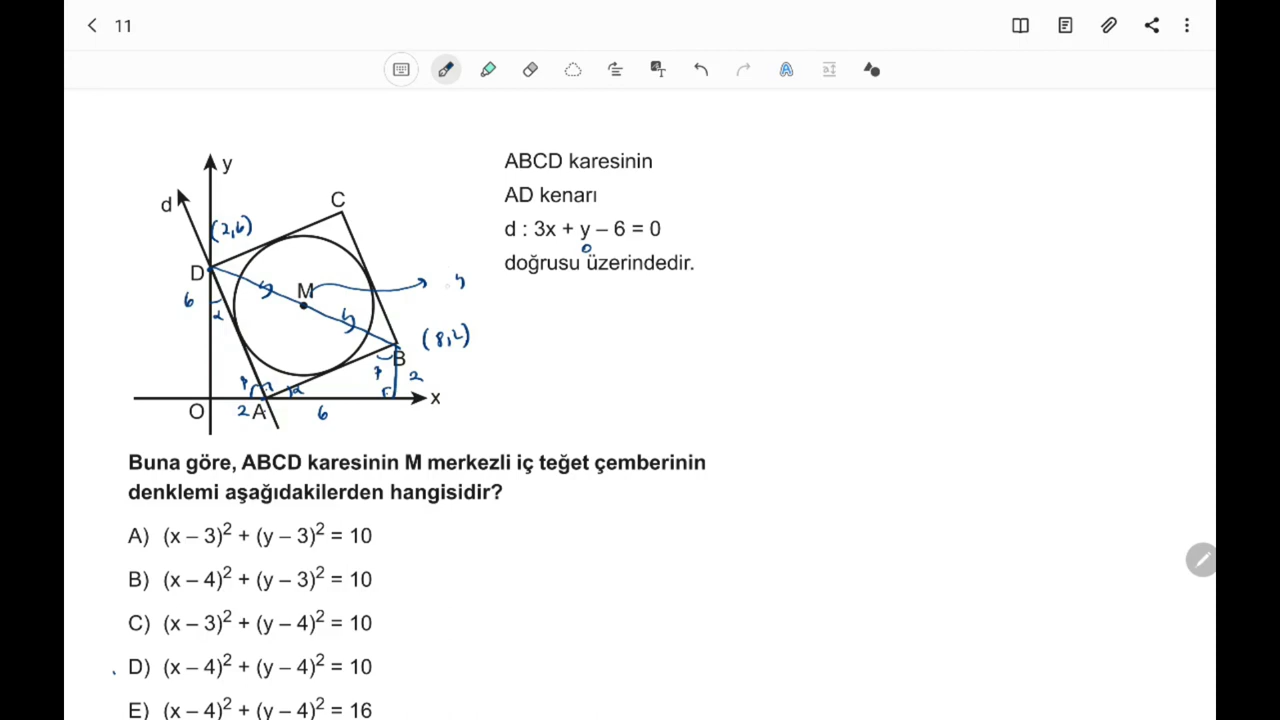 11
y
d
C
(2,6)
ABCD karesinin
AD kenarı
d : 3x + y – 6 = 0
0
doğrusu üzerindedir.
D
M
6
α
B
(8,2)
2
α
O
2
A
6
x
Buna göre, ABCD karesinin M merkezli iç teğet çemberinin
denklemi aşağıdakilerden hangisidir?
A) (x – 3)² + (y – 3)² = 10
B) (x – 4)² + (y – 3)² = 10
C) (x – 3)² + (y – 4)² = 10
D) (x – 4)² + (y – 4)² = 10
E) (x – 4)² + (y – 4)² = 16